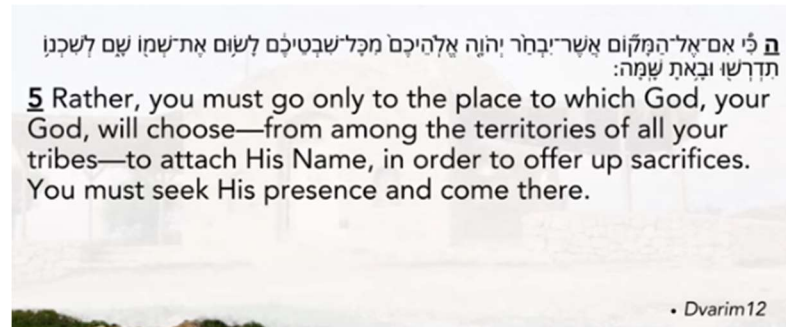 ה כִּ֠י אִֽם־אֶל־הַמָּק֞וֹם אֲשֶׁר־יִבְחַ֨ר יְהֹוָ֤ה אֱלֹֽהֵיכֶם֙ מִכׇּל־שִׁבְטֵיכֶ֔ם לָשׂ֥וּם אֶת־שְׁמ֖וֹ שָׁ֑ם לְשִׁכְנ֥וֹ
תִדְרְשׁ֖וּ וּבָ֥אתָ שָּֽׁמָּה׃
5 Rather, you must go only to the place to which God, your
God, will choose—from among the territories of all your
tribes—to attach His Name, in order to offer up sacrifices.
You must seek His presence and come there.
• Dvarim12